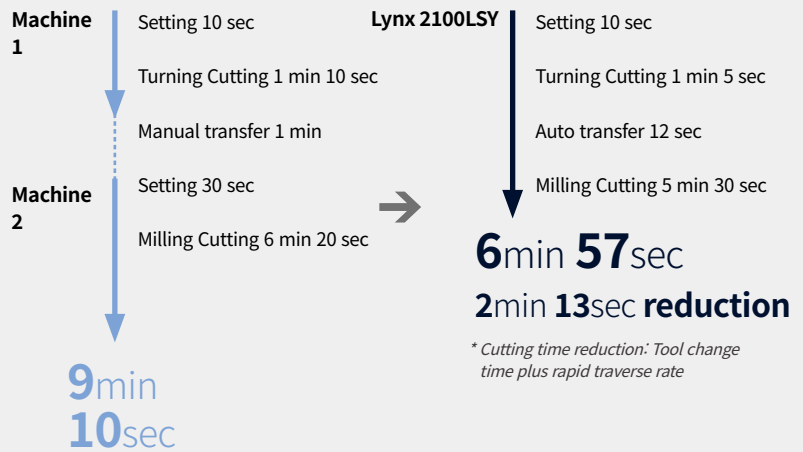 Machine
1
Setting 10 sec
Turning Cutting 1 min 10 sec
Manual transfer 1 min
Machine
2
Setting 30 sec
Milling Cutting 6 min 20 sec
9min
10sec
Lynx 2100LSY
Setting 10 sec
Turning Cutting 1 min 5 sec
Auto transfer 12 sec
Milling Cutting 5 min 30 sec
6min 57sec
2min 13sec reduction
* Cutting time reduction: Tool change
time plus rapid traverse rate